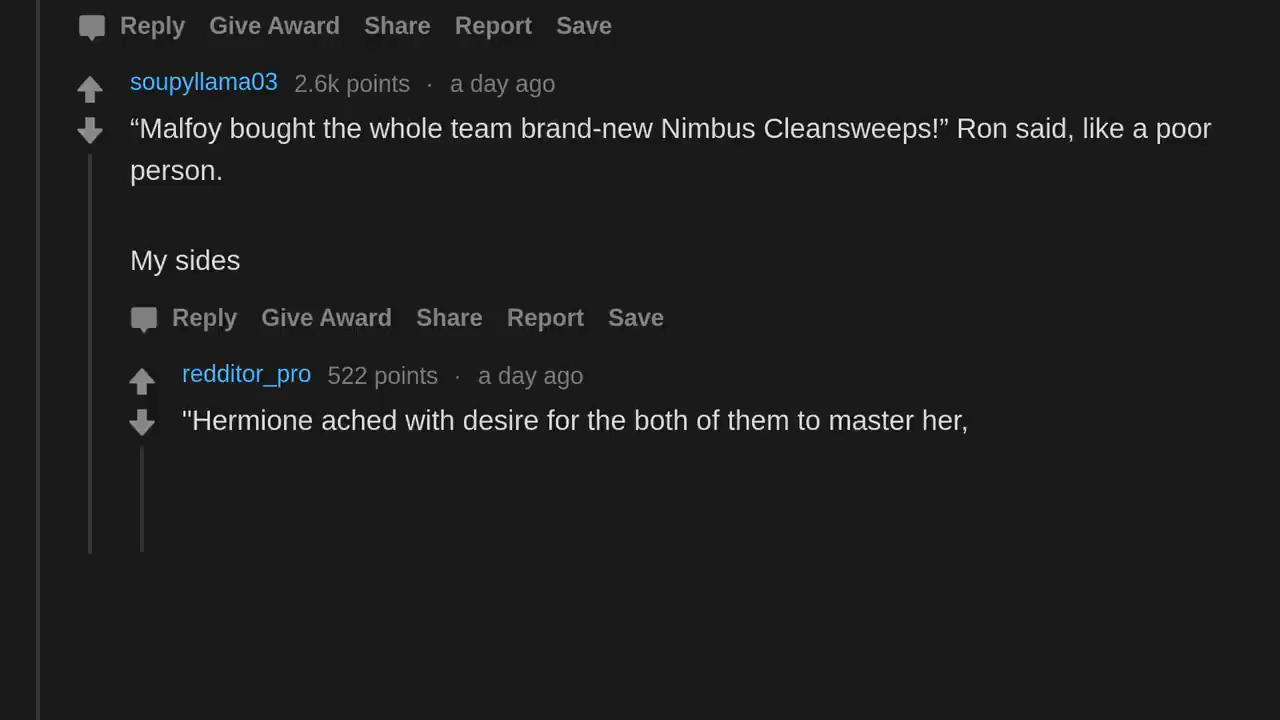 Reply Give Award Share Report Save
soupyllama03 2.6k points · a day ago
“Malfoy bought the whole team brand-new Nimbus Cleansweeps!” Ron said, like a poor
person.
My sides
Reply Give Award Share Report Save
redditor_pro 522 points · a day ago
"Hermione ached with desire for the both of them to master her,